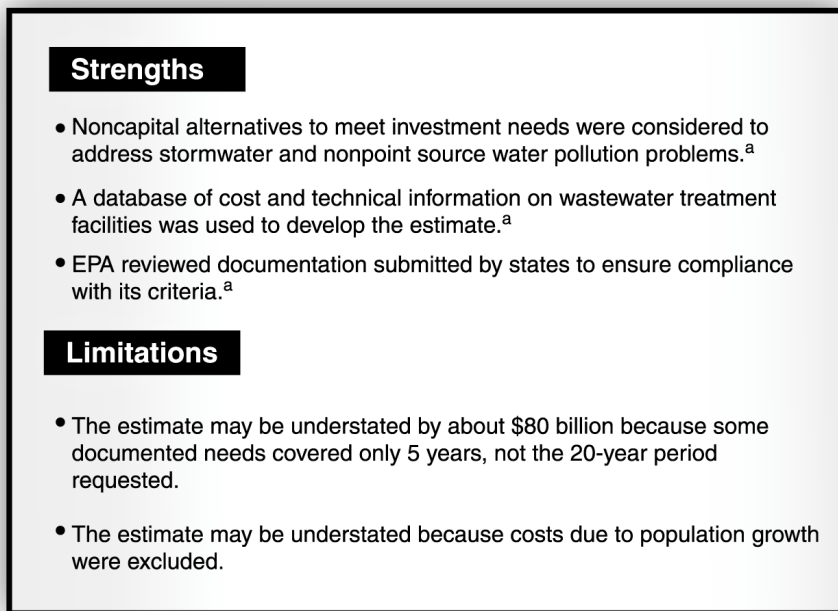 Strengths
• Noncapital alternatives to meet investment needs were considered to
address stormwater and nonpoint source water pollution problems.ᵃ
• A database of cost and technical information on wastewater treatment
facilities was used to develop the estimate.ᵃ
• EPA reviewed documentation submitted by states to ensure compliance
with its criteria.ᵃ
Limitations
• The estimate may be understated by about $80 billion because some
documented needs covered only 5 years, not the 20-year period
requested.
• The estimate may be understated because costs due to population growth
were excluded.